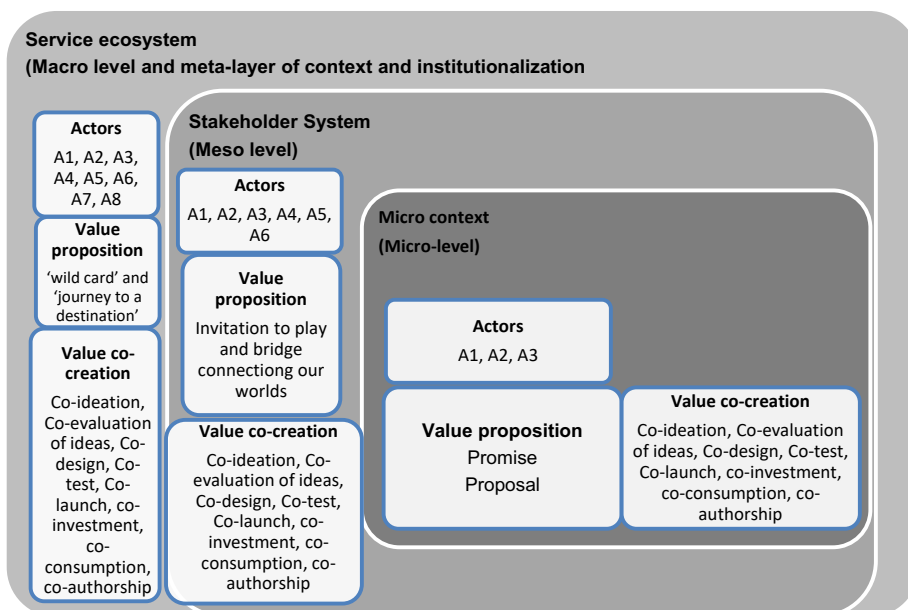 Service ecosystem
(Macro level and meta-layer of context and institutionalization
Actors
A1, A2, A3,
A4, A5, A6,
A7, A8
Value
proposition
‘wild card’ and
‘journey to a
destination’
Value co-
creation
Co-ideation,
Co-evaluation
of ideas, Co-
design, Co-
test, Co-
launch, co-
investment,
co-
consumption,
co-authorship
Stakeholder System
(Meso level)
Actors
A1, A2, A3, A4, A5,
A6
Value
proposition
Invitation to play
and bridge
connectiong our
worlds
Value co-creation
Co-ideation, Co-
evaluation of ideas,
Co-design, Co-test,
Co-launch, co-
investment, co-
consumption, co-
authorship
Micro context
(Micro-level)
Actors
A1, A2, A3
Value proposition
Promise
Proposal
Value co-creation
Co-ideation, Co-evaluation
of ideas, Co-design, Co-test,
Co-launch, co-investment,
co-consumption, co-
authorship